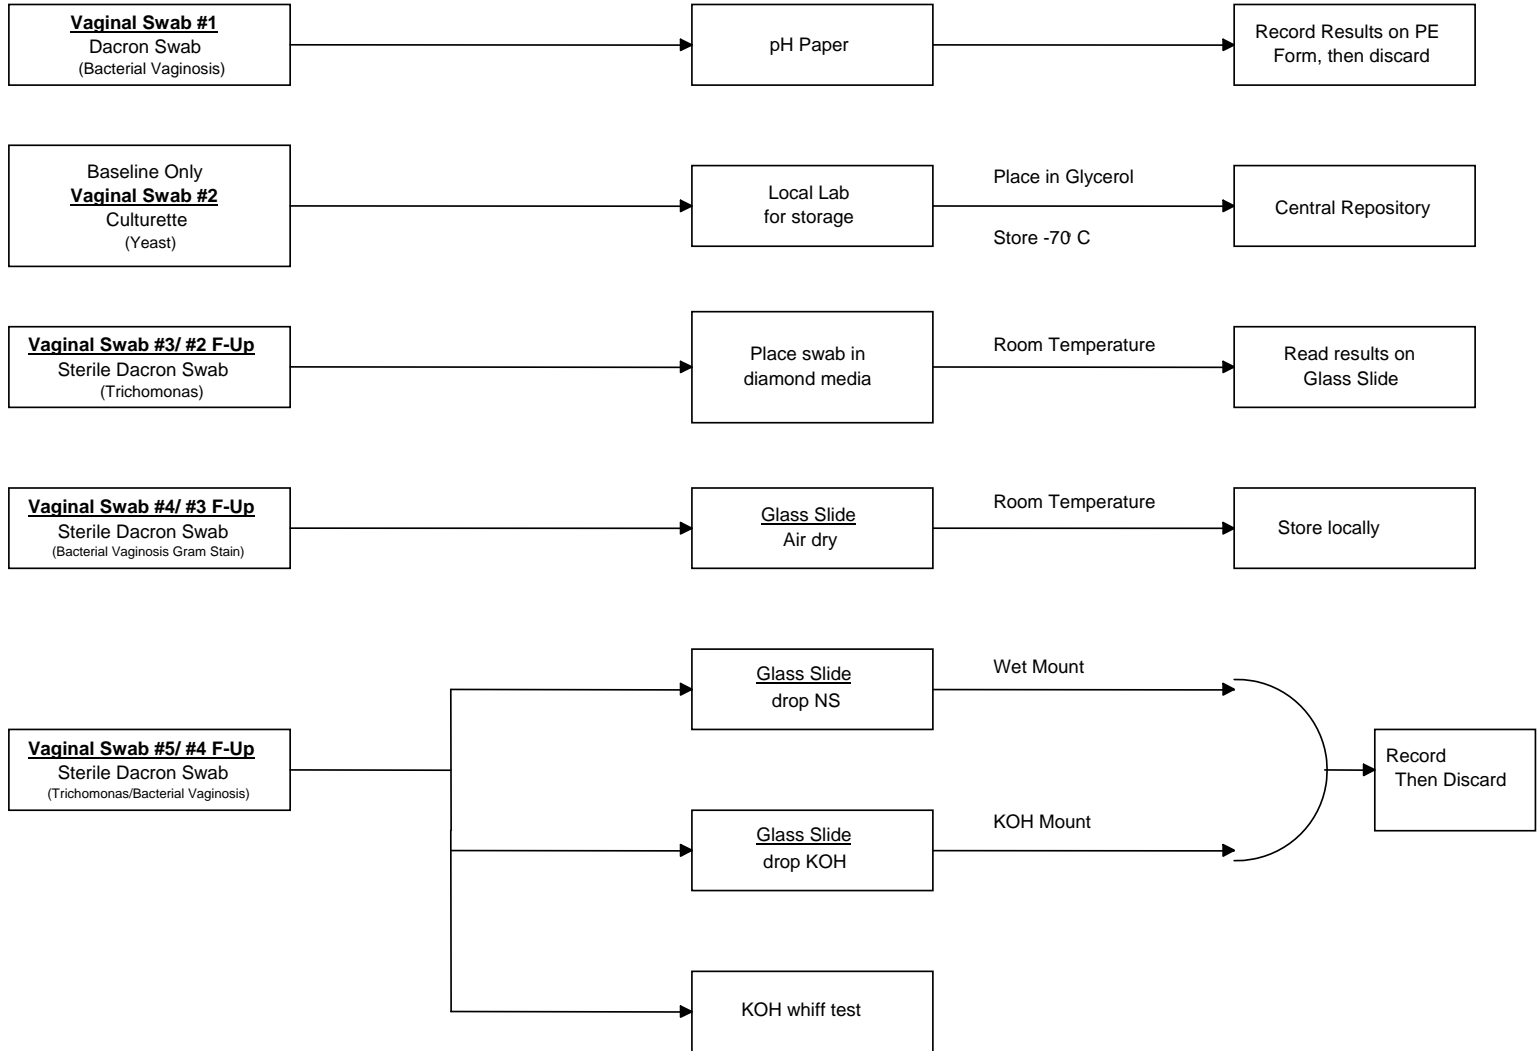 Vaginal Swab #1
Dacron Swab
(Bacterial Vaginosis)
pH Paper
Record Results on PE
Form, then discard
Baseline Only
Vaginal Swab #2
Culturette
(Yeast)
Local Lab
for storage
Place in Glycerol
Store -70° C
Central Repository
Vaginal Swab #3/ #2 F-Up
Sterile Dacron Swab
(Trichomonas)
Place swab in
diamond media
Room Temperature
Read results on
Glass Slide
Vaginal Swab #4/ #3 F-Up
Sterile Dacron Swab
(Bacterial Vaginosis Gram Stain)
Glass Slide
Air dry
Room Temperature
Store locally
Vaginal Swab #5/ #4 F-Up
Sterile Dacron Swab
(Trichomonas/Bacterial Vaginosis)
Glass Slide
drop NS
Wet Mount
Glass Slide
drop KOH
KOH Mount
Record
Then Discard
KOH whiff test